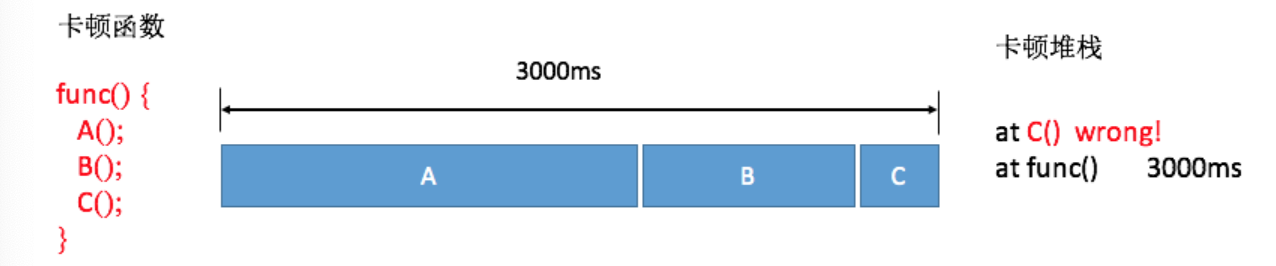 卡顿函数
func() {
A();
B();
C();
}
3000ms
A
B
C
卡顿堆栈
at C() wrong!
at func() 3000ms